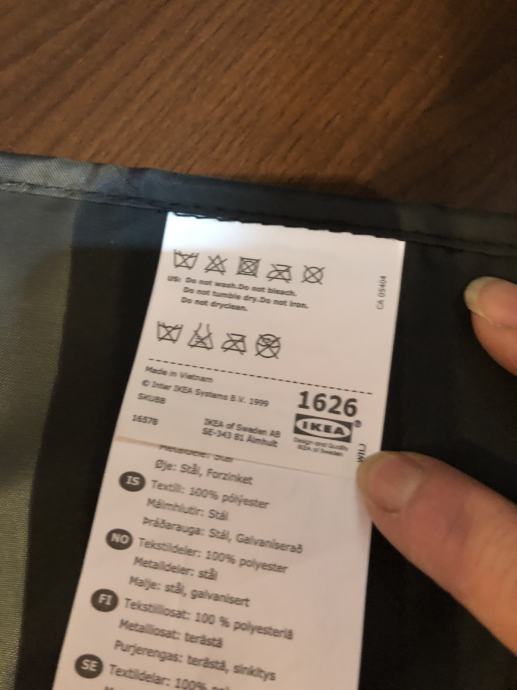 US: Do not wash.Do not bleach.
Do not tumble dry.Do not iron.
Do not dryclean.
CA 05404
Made in Vietnam
© Inter IKEA Systems B.V. 1999
SKUBB
1626
IKEA®
16578
IKEA of Sweden AB
SE-343 81 Älmhult
Design and Quality
IKEA of Sweden
Øje: Stål, Forzinket
IS Textíll: 100% pólýester
Málmhlutir: Stál
Þráðarauga: Stál, Galvaniserað
NO Tekstildeler: 100% polyester
Metalldeler: stål
Malje: stål, galvanisert
FI Tekstiiliosat: 100 % polyesteriä
Metalliosat: terästä
Purjerengas: terästä, sinkitys
SE Textildelar: 100%